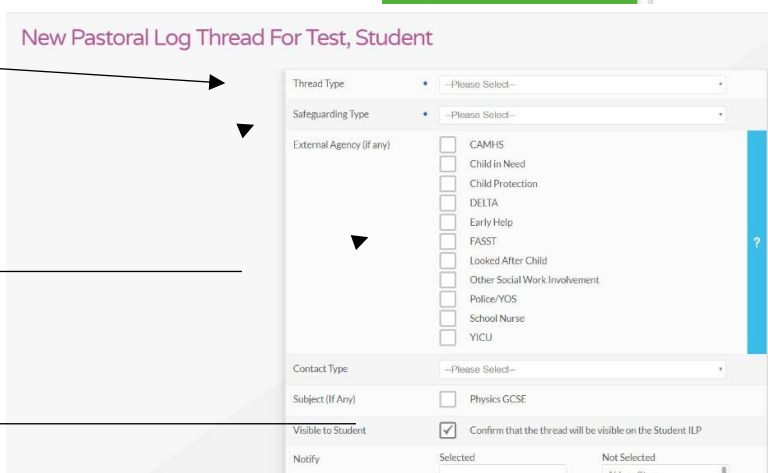 New Pastoral Log Thread For Test, Student
Thread Type * --Please Select--
Safeguarding Type * --Please Select--
External Agency (if any)
CAMHS
Child in Need
Child Protection
DELTA
Early Help
FASST
Looked After Child
Other Social Work Involvement
Police/YOS
School Nurse
YICU
?
Contact Type --Please Select--
Subject (If Any) Physics GCSE
Visible to Student Confirm that the thread will be visible on the Student ILP
Notify Selected Not Selected